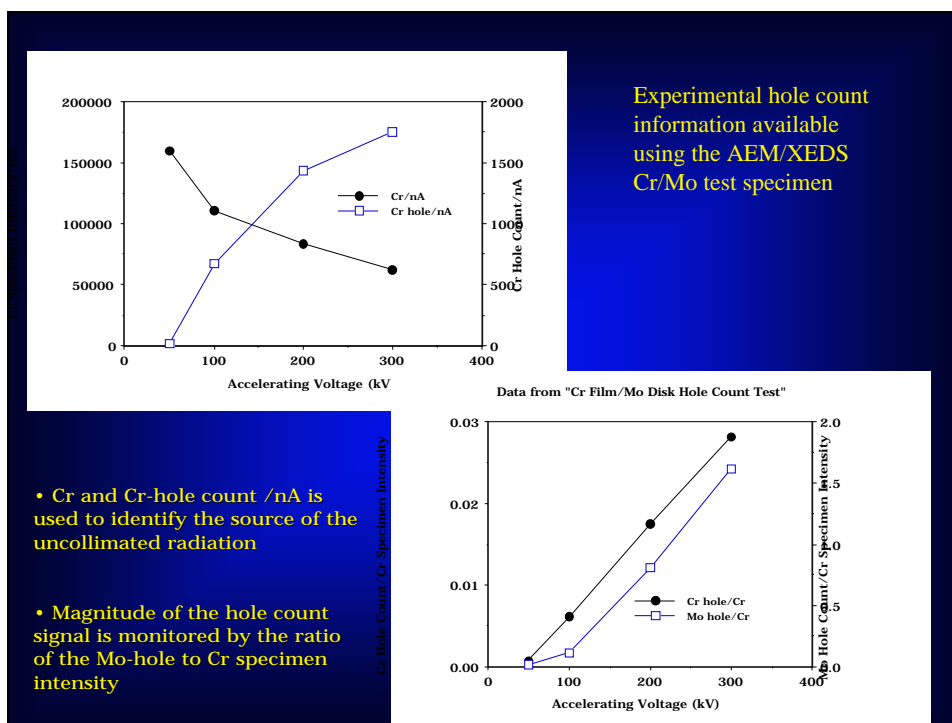 Experimental hole count
information available
using the AEM/XEDS
Cr/Mo test specimen
200000
150000
100000
50000
0
2000
1500
1000
500
0
Cr Hole Count/nA
Cr/nA
Cr hole/nA
0
100
200
300
400
Accelerating Voltage (kV
• Cr and Cr-hole count /nA is
used to identify the source of the
uncollimated radiation
• Magnitude of the hole count
signal is monitored by the ratio
of the Mo-hole to Cr specimen
intensity
Data from "Cr Film/Mo Disk Hole Count Test"
Cr Hole Count/Cr Specimen Intensity
0.03
0.02
0.01
0.00
2.0
1.5
1.0
0.5
0.0
Mo Hole Count/Cr Specimen Intensity
Cr hole/Cr
Mo hole/Cr
0
100
200
300
400
Accelerating Voltage (kV)